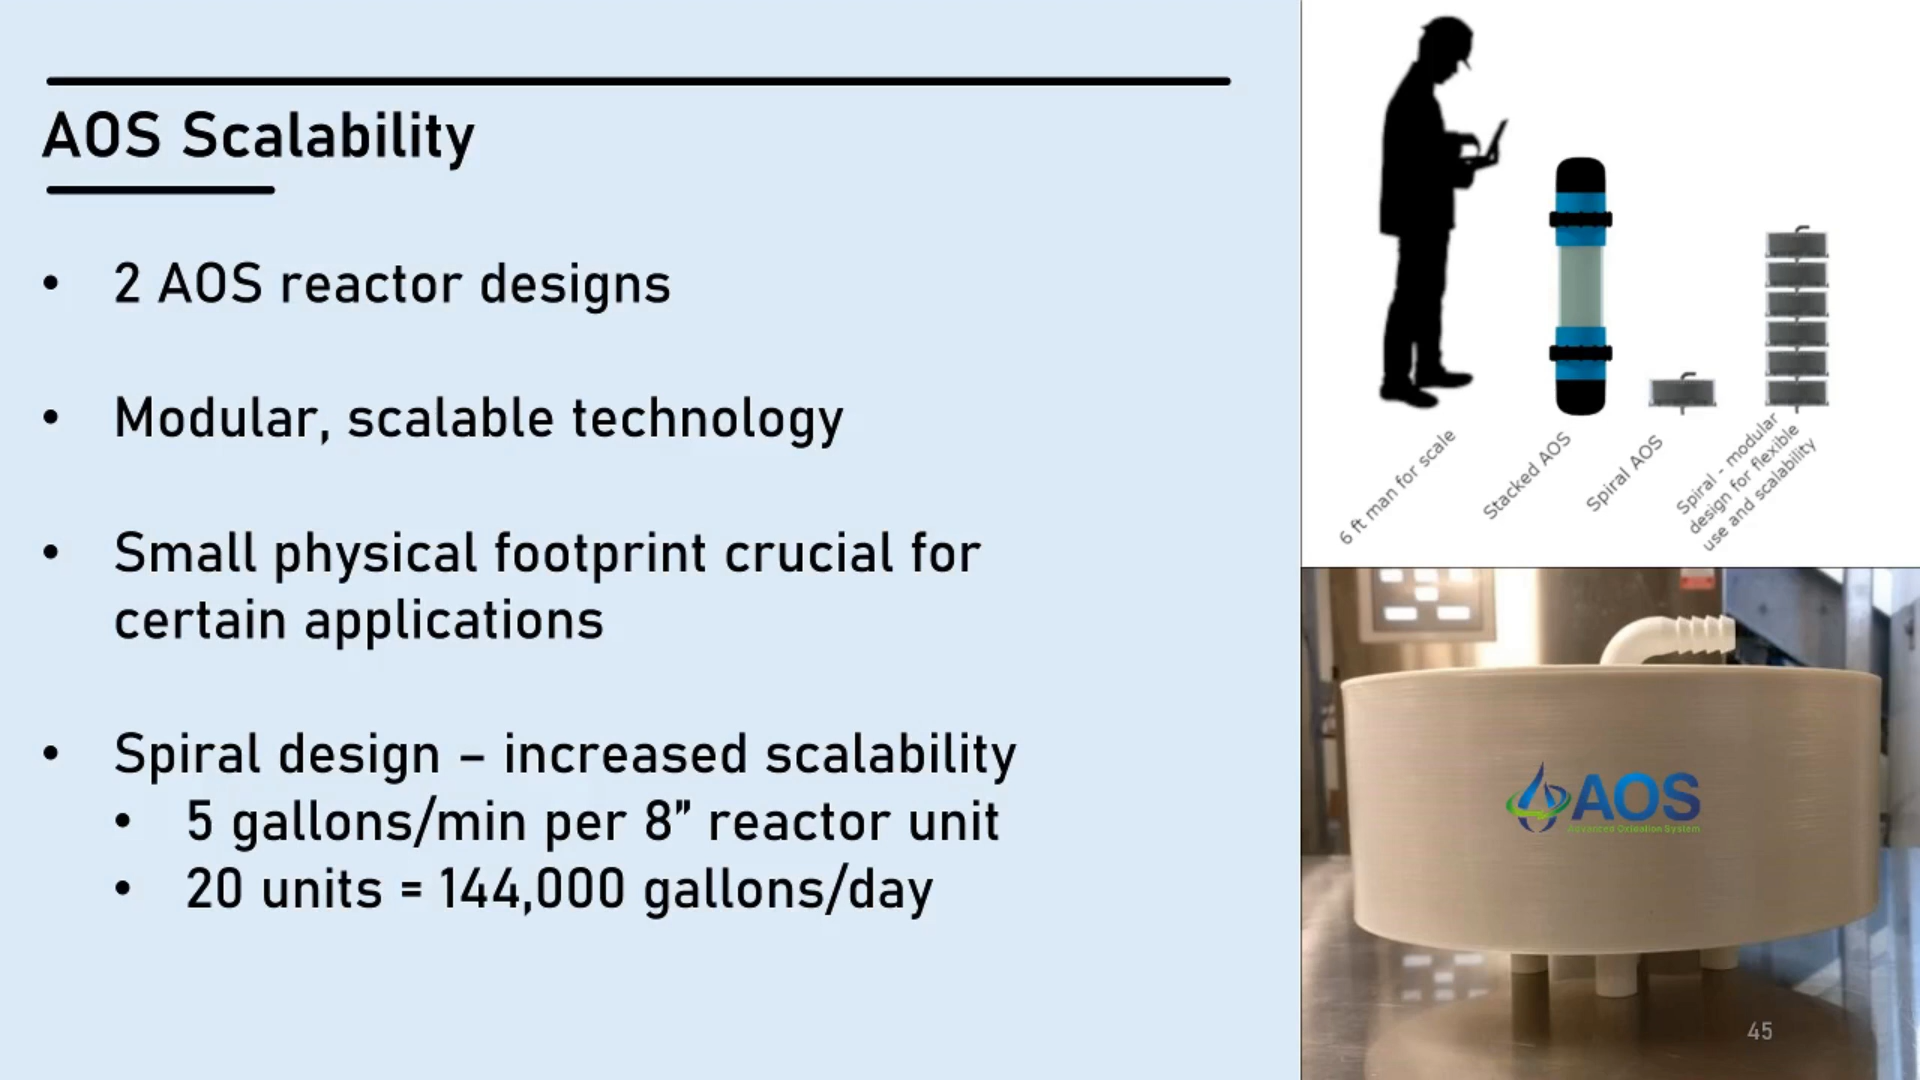 AOS Scalability
• 2 AOS reactor designs
• Modular, scalable technology
• Small physical footprint crucial for
certain applications
• Spiral design – increased scalability
• 5 gallons/min per 8” reactor unit
• 20 units = 144,000 gallons/day
6 ft man for scale
Stacked AOS
Spiral AOS
Spiral - modular
design for flexible
use and scalability
AOS
Advanced Oxidation System
45